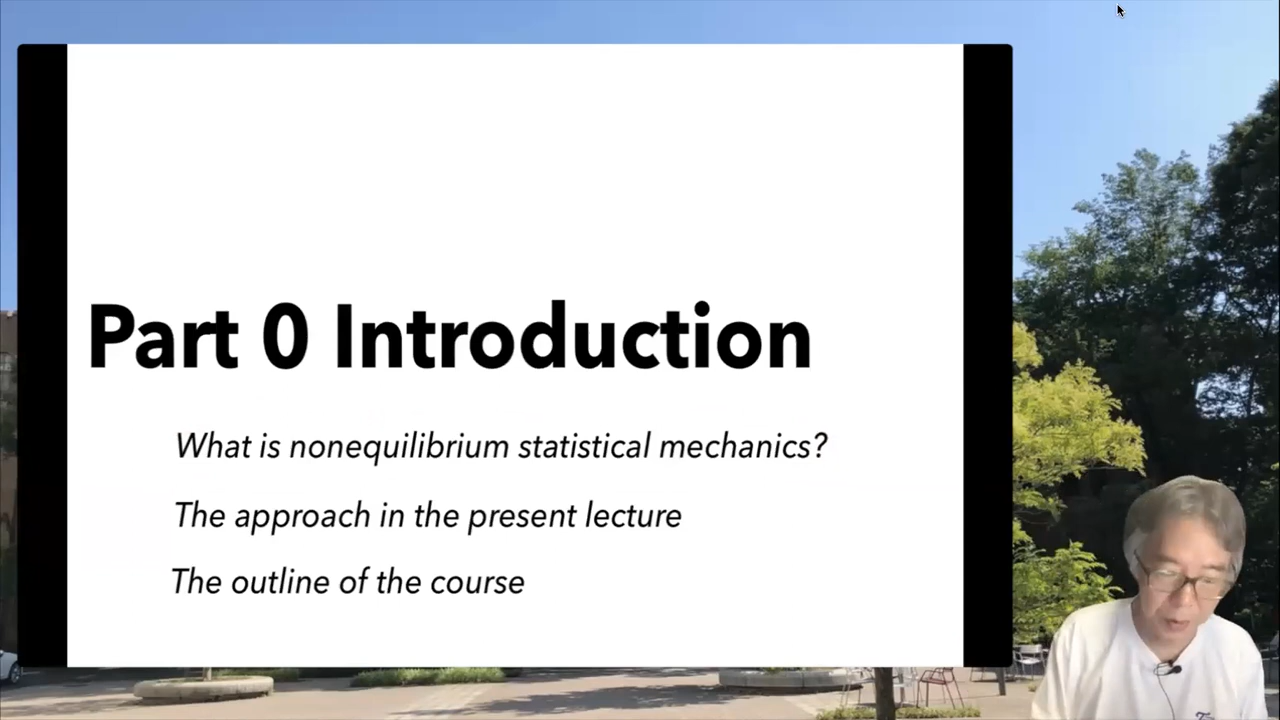 Part 0 Introduction
What is nonequilibrium statistical mechanics?
The approach in the present lecture
The outline of the course